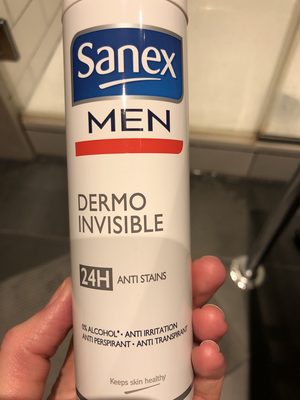 Sanex
MEN
DERMO
INVISIBLE
24H ANTI STAINS
0% ALCOHOL* • ANTI IRRITATION
ANTI PERSPIRANT • ANTI TRANSPIRANT
Keeps skin healthy